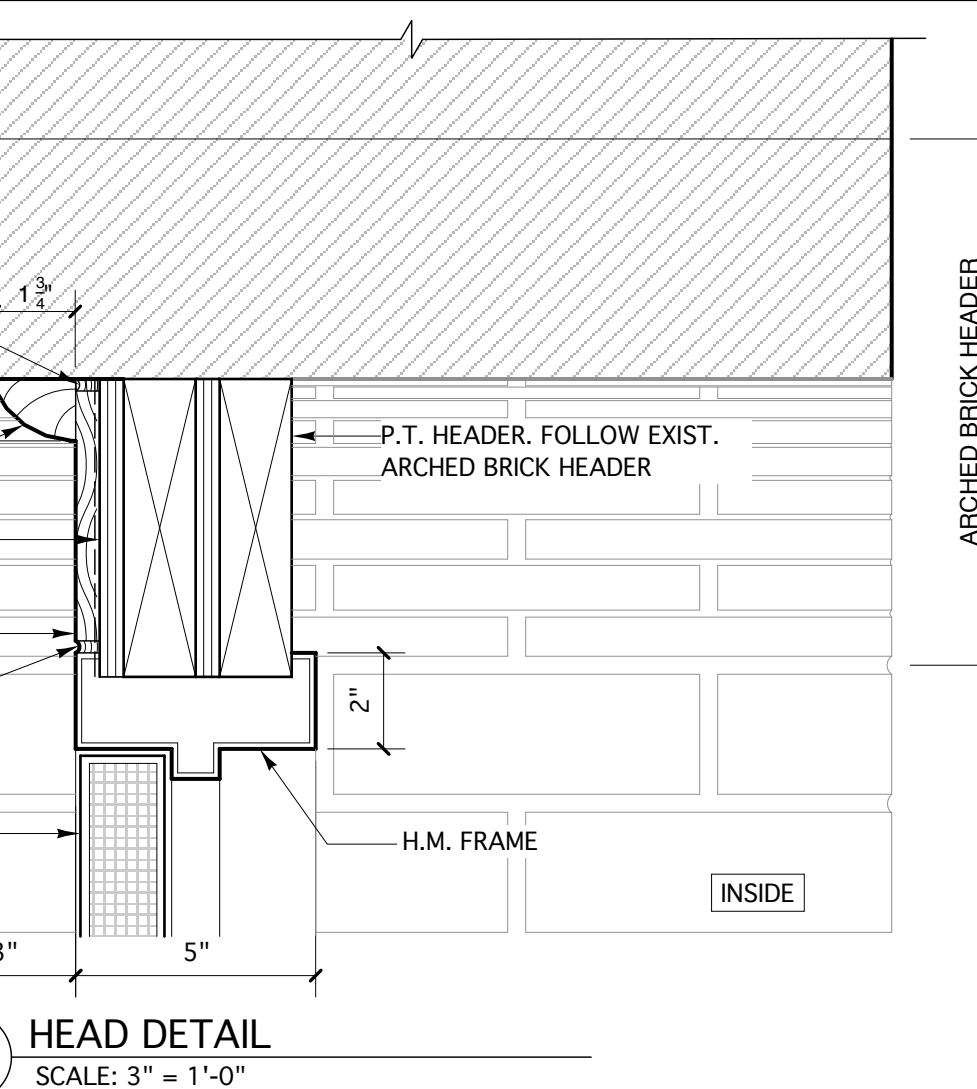 1 3/4"
P.T. HEADER. FOLLOW EXIST.
ARCHED BRICK HEADER
ARCHED BRICK HEADER
2"
H.M. FRAME
INSIDE
5"
HEAD DETAIL
SCALE: 3" = 1'-0"